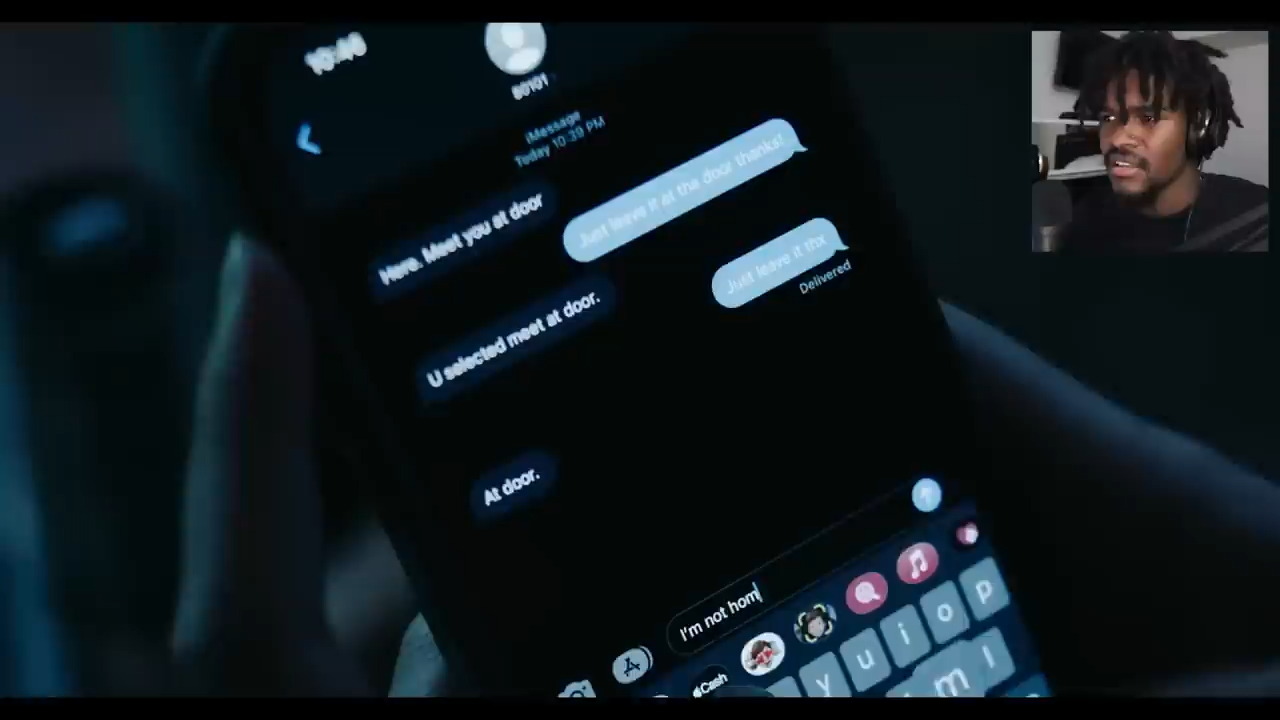 10:46
iMessage
Today 10:39 PM
Here. Meet you at door
Just leave it at the door thanks!
U selected meet at door.
Just leave it thx
Delivered
At door.
I'm not hom
Cash
y u i o p
m l